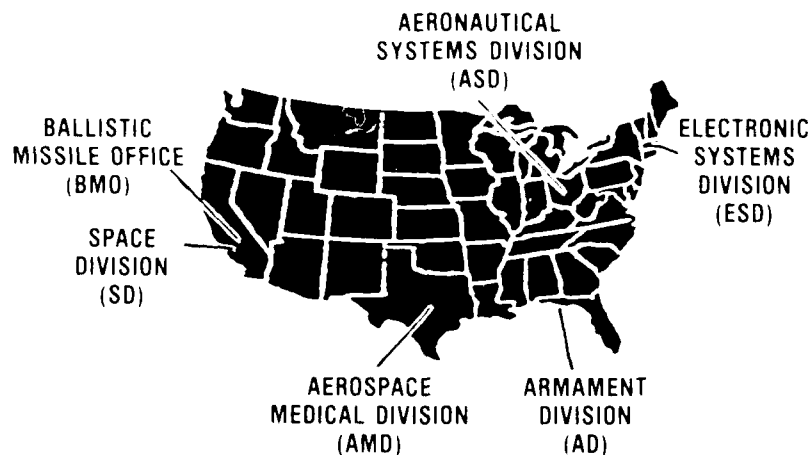 AERONAUTICAL
SYSTEMS DIVISION
(ASD)
BALLISTIC
MISSILE OFFICE
(BMO)
ELECTRONIC
SYSTEMS
DIVISION
(ESD)
SPACE
DIVISION
(SD)
AEROSPACE
MEDICAL DIVISION
(AMD)
ARMAMENT
DIVISION
(AD)